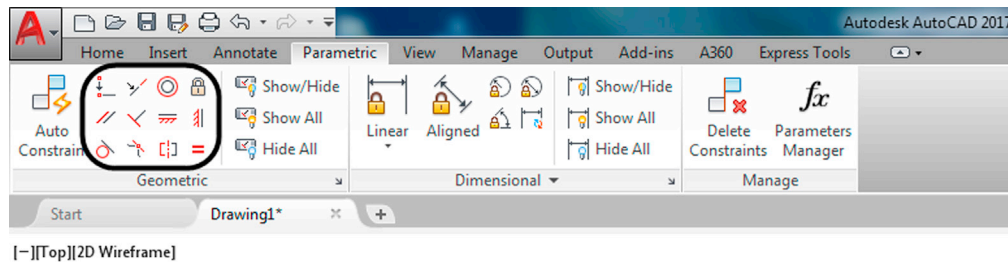 Autodesk AutoCAD 2017
Home Insert Annotate Parametric View Manage Output Add-ins A360 Express Tools
Auto
Constrain
Show/Hide
Show All
Hide All
Geometric
Linear
Aligned
Show/Hide
Show All
Hide All
Dimensional
Delete
Constraints
Parameters
Manager
fx
Manage
Start Drawing1*
[−][Top][2D Wireframe]